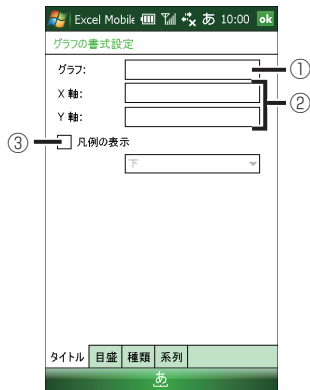 Excel Mobile あ 10:00 ok
グラフの書式設定
グラフ: ①
X 軸: ②
Y 軸:
③ 凡例の表示
下
タイトル 目盛 種類 系列
あ